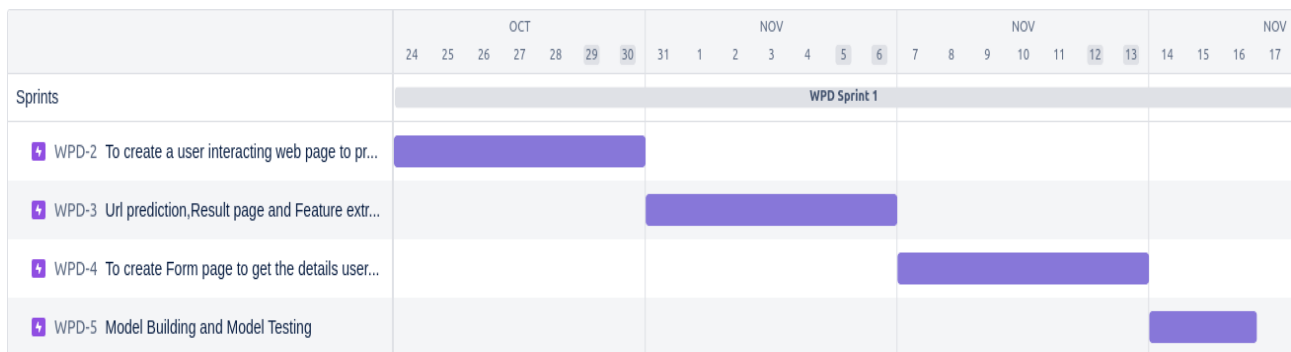 OCT NOV NOV NOV
24 25 26 27 28 29 30 31 1 2 3 4 5 6 7 8 9 10 11 12 13 14 15 16 17
Sprints WPD Sprint 1
WPD-2 To create a user interacting web page to pr...
WPD-3 Url prediction,Result page and Feature extr...
WPD-4 To create Form page to get the details user...
WPD-5 Model Building and Model Testing